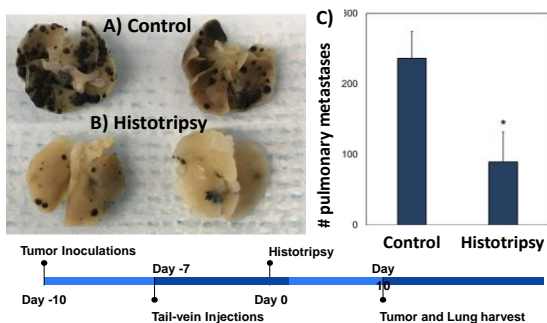 A) Control
B) Histotripsy
C)
# pulmonary metastases
300
200
100
0
Control Histotripsy
*
Tumor Inoculations
Day -7
Histotripsy
Day
10
Day -10
Day 0
Tail-vein Injections
Tumor and Lung harvest